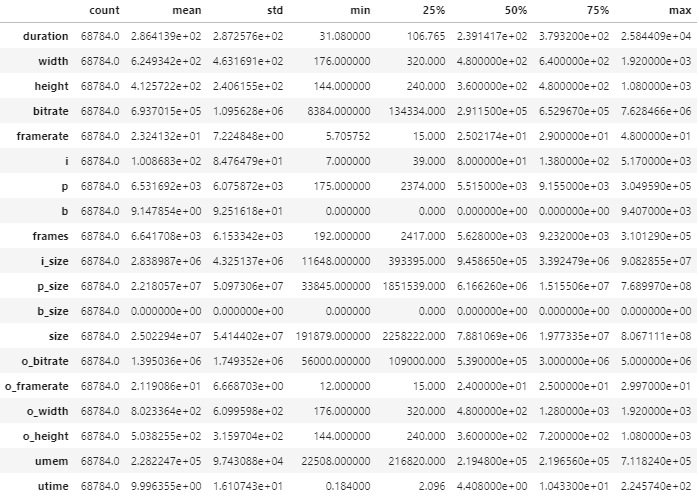 count mean std min 25% 50% 75% max
duration 68784.0 2.864139e+02 2.872576e+02 31.080000 106.765 2.391417e+02 3.793200e+02 2.584409e+04
width 68784.0 6.249342e+02 4.631691e+02 176.000000 320.000 4.800000e+02 6.400000e+02 1.920000e+03
height 68784.0 4.125722e+02 2.406155e+02 144.000000 240.000 3.600000e+02 4.800000e+02 1.080000e+03
bitrate 68784.0 6.937015e+05 1.095628e+06 8384.000000 134334.000 2.911500e+05 6.529670e+05 7.628466e+06
framerate 68784.0 2.324132e+01 7.224848e+00 5.705752 15.000 2.502174e+01 2.900000e+01 4.800000e+01
i 68784.0 1.008683e+02 8.476479e+01 7.000000 39.000 8.000000e+01 1.380000e+02 5.170000e+03
p 68784.0 6.531692e+03 6.075872e+03 175.000000 2374.000 5.515000e+03 9.155000e+03 3.049590e+05
b 68784.0 9.147854e+00 9.251618e+01 0.000000 0.000 0.000000e+00 0.000000e+00 9.407000e+03
frames 68784.0 6.641708e+03 6.153342e+03 192.000000 2417.000 5.628000e+03 9.232000e+03 3.101290e+05
i_size 68784.0 2.838987e+06 4.325137e+06 11648.000000 393395.000 9.458650e+05 3.392479e+06 9.082855e+07
p_size 68784.0 2.218057e+07 5.097306e+07 33845.000000 1851539.000 6.166260e+06 1.515506e+07 7.689970e+08
b_size 68784.0 0.000000e+00 0.000000e+00 0.000000 0.000 0.000000e+00 0.000000e+00 0.000000e+00
size 68784.0 2.502294e+07 5.414402e+07 191879.000000 2258222.000 7.881069e+06 1.977335e+07 8.067111e+08
o_bitrate 68784.0 1.395036e+06 1.749352e+06 56000.000000 109000.000 5.390000e+05 3.000000e+06 5.000000e+06
o_framerate 68784.0 2.119086e+01 6.668703e+00 12.000000 15.000 2.400000e+01 2.500000e+01 2.997000e+01
o_width 68784.0 8.023364e+02 6.099598e+02 176.000000 320.000 4.800000e+02 1.280000e+03 1.920000e+03
o_height 68784.0 5.038255e+02 3.159704e+02 144.000000 240.000 3.600000e+02 7.200000e+02 1.080000e+03
umem 68784.0 2.282247e+05 9.743088e+04 22508.000000 216820.000 2.194800e+05 2.196560e+05 7.118240e+05
utime 68784.0 9.996355e+00 1.610743e+01 0.184000 2.096 4.408000e+00 1.043300e+01 2.245740e+02